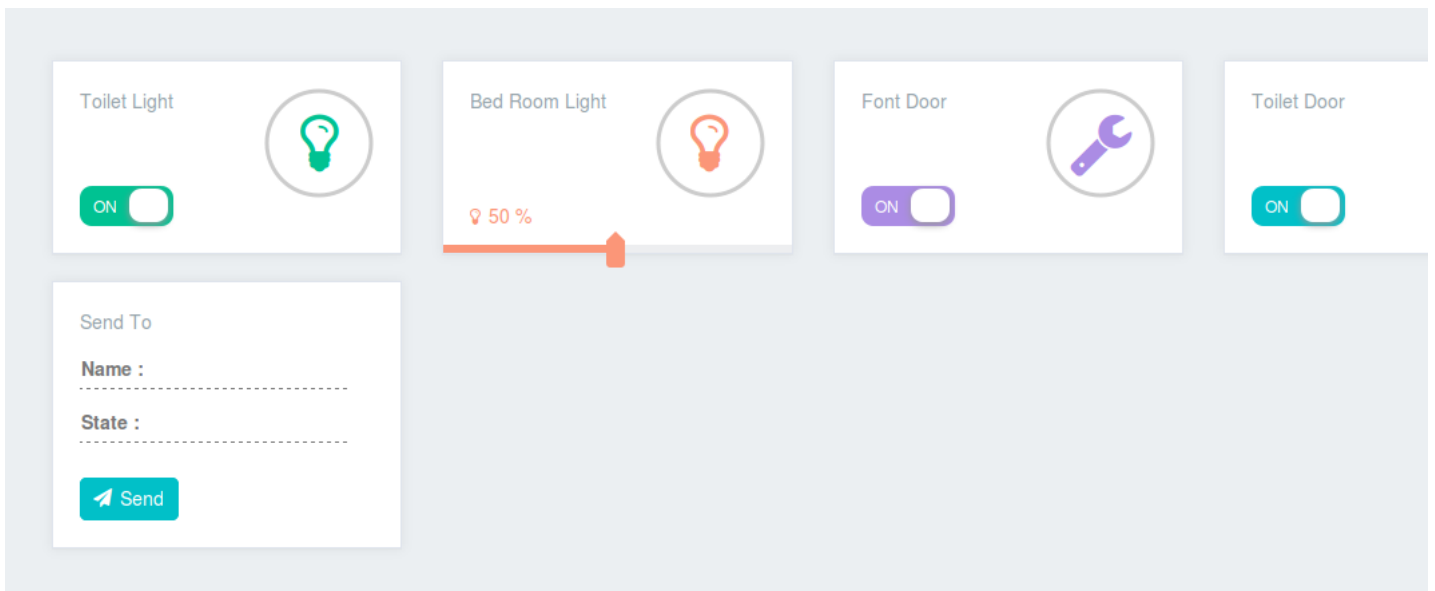 Toilet Light
ON
Bed Room Light
50 %
Font Door
ON
Toilet Door
ON
Send To
Name :
State :
Send